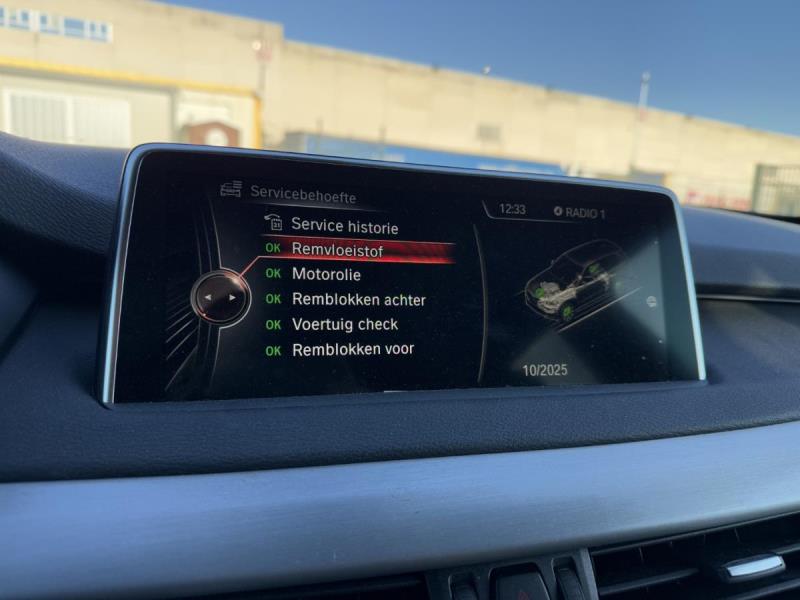 Servicebehoefte
12:33
RADIO 1
Service historie
OK Remvloeistof
OK Motorolie
OK Remblokken achter
OK Voertuig check
OK Remblokken voor
10/2025